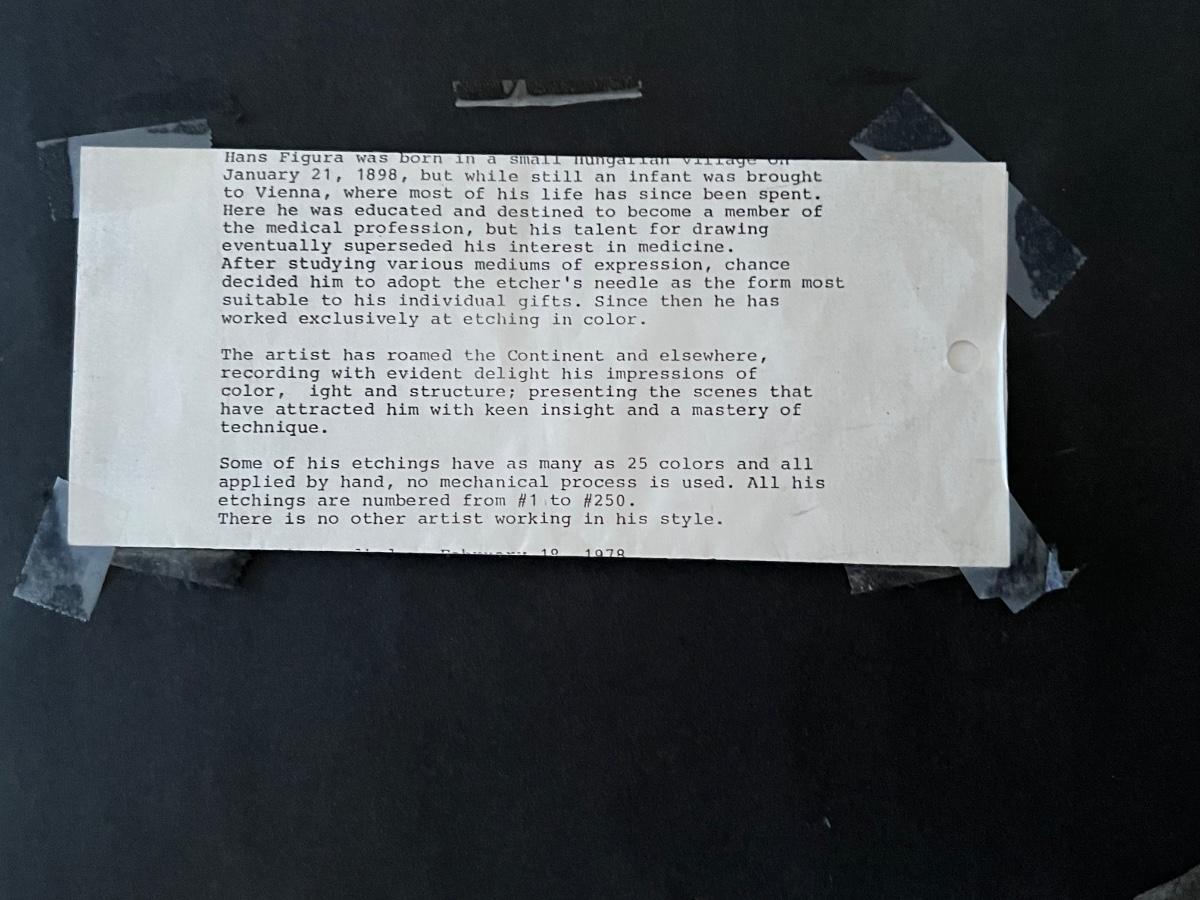 Hans Figura was born in a small Hungarian village on
January 21, 1898, but while still an infant was brought
to Vienna, where most of his life has since been spent.
Here he was educated and destined to become a member of
the medical profession, but his talent for drawing
eventually superseded his interest in medicine.
After studying various mediums of expression, chance
decided him to adopt the etcher's needle as the form most
suitable to his individual gifts. Since then he has
worked exclusively at etching in color.
The artist has roamed the Continent and elsewhere,
recording with evident delight his impressions of
color, ight and structure; presenting the scenes that
have attracted him with keen insight and a mastery of
technique.
Some of his etchings have as many as 25 colors and all
applied by hand, no mechanical process is used. All his
etchings are numbered from #1 to #250.
There is no other artist working in his style.
February 1978